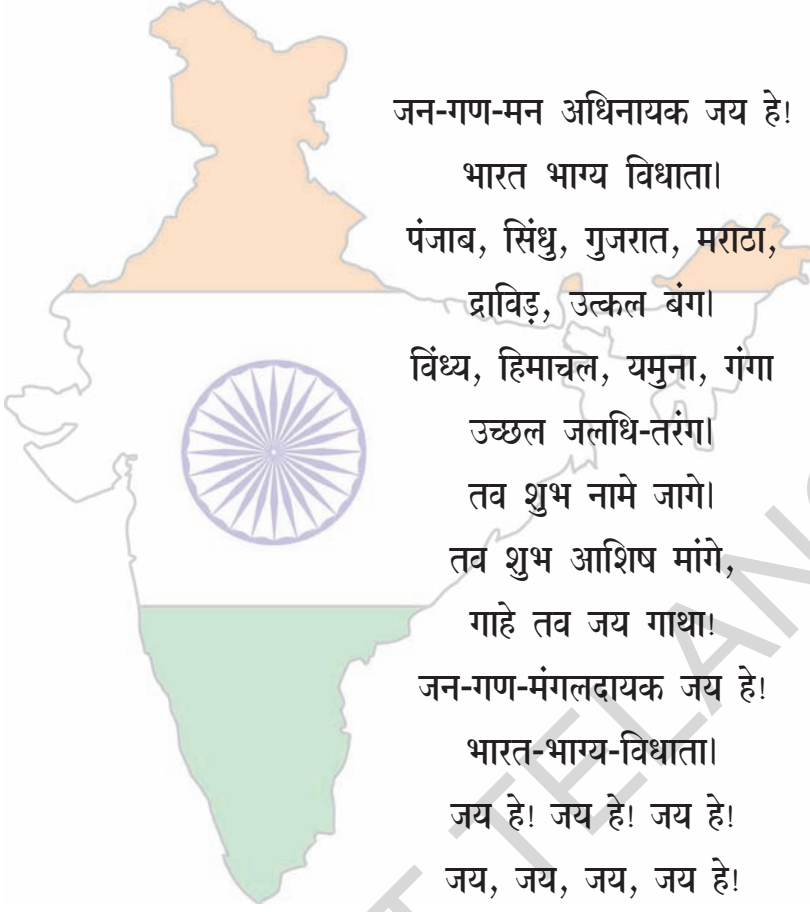 जन-गण-मन अधिनायक जय हे!
भारत भाग्य विधाता।
पंजाब, सिंधु, गुजरात, मराठा,
द्राविड़, उत्कल बंग।
विंध्य, हिमाचल, यमुना, गंगा
उच्छल जलधि-तरंग।
तव शुभ नामे जागे।
तव शुभ आशिष मांगे,
गाहे तव जय गाथा!
जन-गण-मंगलदायक जय हे!
भारत-भाग्य-विधाता।
जय हे! जय हे! जय हे!
जय, जय, जय, जय हे!